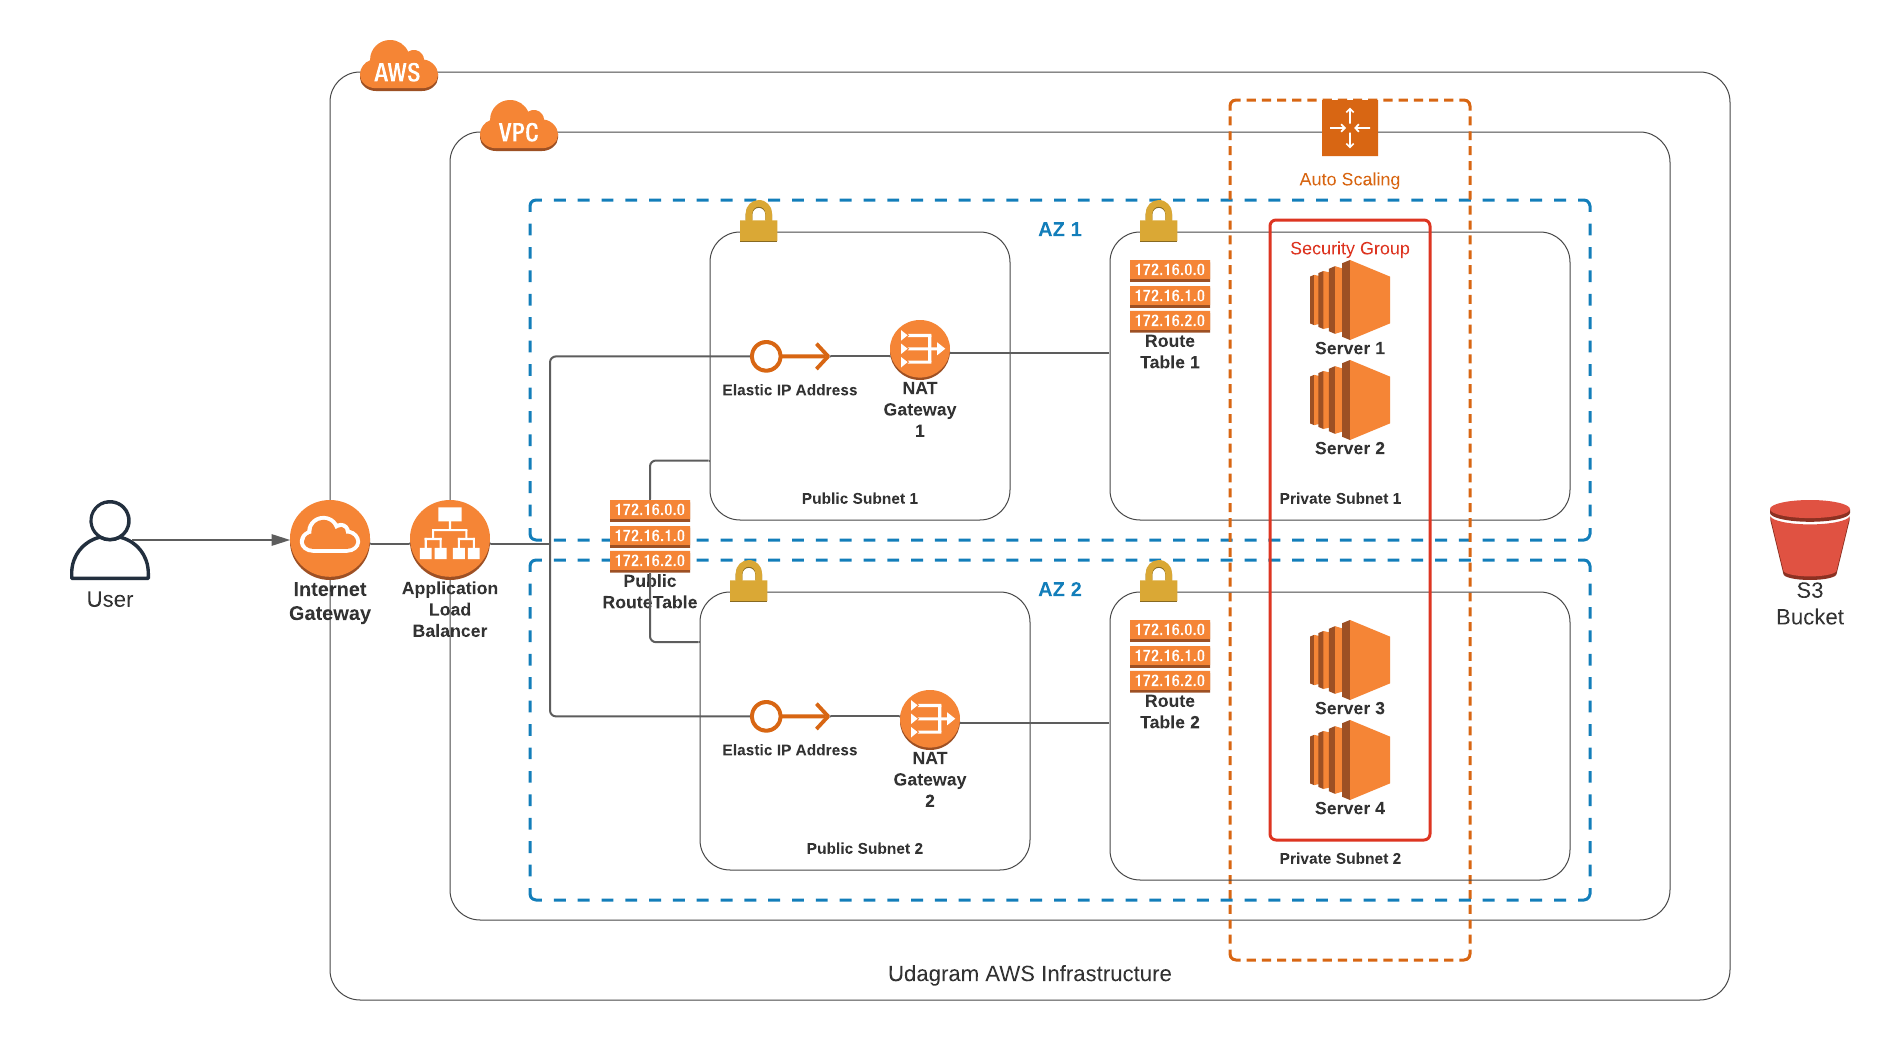 AWS
VPC
Auto Scaling
AZ 1
Security Group
172.16.0.0
172.16.1.0
172.16.2.0
Route
Table 1
Server 1
Server 2
Elastic IP Address
NAT
Gateway
1
Public Subnet 1
Private Subnet 1
172.16.0.0
172.16.1.0
172.16.2.0
Public
RouteTable
User
Internet
Gateway
Application
Load
Balancer
S3
Bucket
AZ 2
172.16.0.0
172.16.1.0
172.16.2.0
Route
Table 2
Server 3
Server 4
Elastic IP Address
NAT
Gateway
2
Public Subnet 2
Private Subnet 2
Udagram AWS Infrastructure